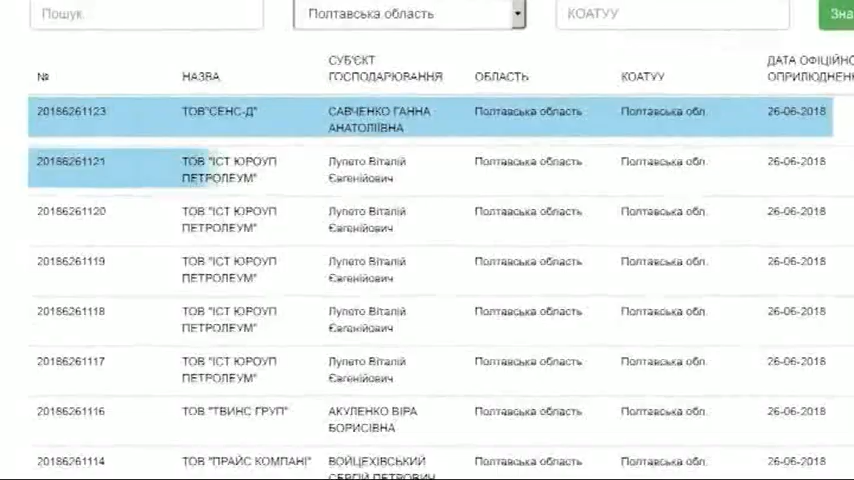 Пошук
Полтавська область
КОАТУУ
Зна
№ НАЗВА СУБ'ЄКТ ГОСПОДАРЮВАННЯ ОБЛАСТЬ КОАТУУ ДАТА ОФІЦІЙНО ОПРИЛЮДНЕНН
20186261123 ТОВ"СЕНС-Д" САВЧЕНКО ГАННА АНАТОЛІЇВНА Полтавська область Полтавська обл. 26-06-2018
20186261121 ТОВ "ІСТ ЮРОУП ПЕТРОЛЕУМ" Лупето Віталій Євгенійович Полтавська область Полтавська обл. 26-06-2018
20186261120 ТОВ "ІСТ ЮРОУП ПЕТРОЛЕУМ" Лупето Віталій Євгенійович Полтавська область Полтавська обл. 26-06-2018
20186261119 ТОВ "ІСТ ЮРОУП ПЕТРОЛЕУМ" Лупето Віталій Євгенійович Полтавська область Полтавська обл. 26-06-2018
20186261118 ТОВ "ІСТ ЮРОУП ПЕТРОЛЕУМ" Лупето Віталій Євгенійович Полтавська область Полтавська обл. 26-06-2018
20186261117 ТОВ "ІСТ ЮРОУП ПЕТРОЛЕУМ" Лупето Віталій Євгенійович Полтавська область Полтавська обл. 26-06-2018
20186261116 ТОВ "ТВИНС ГРУП" АКУЛЕНКО ВІРА БОРИСІВНА Полтавська область Полтавська обл. 26-06-2018
20186261114 ТОВ "ПРАЙС КОМПАНІ" ВОЙЦЕХІВСЬКИЙ СЕРГІЙ ПЕТРОВИЧ Полтавська область Полтавська обл. 26-06-2018